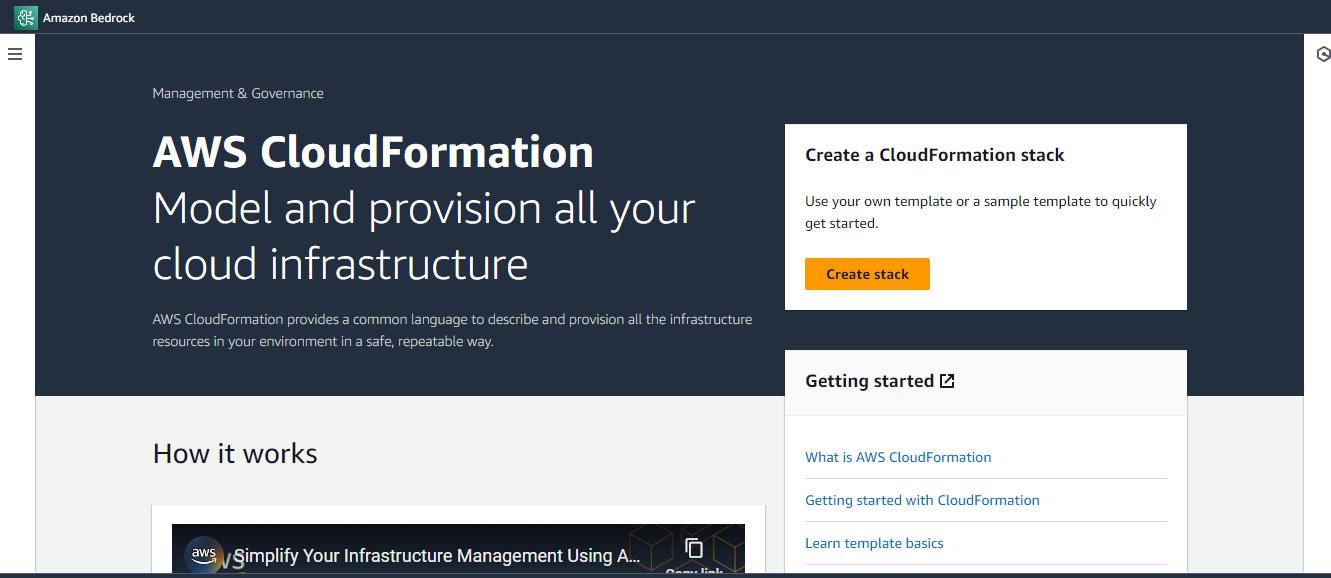 Amazon Bedrock
Management & Governance
AWS CloudFormation
Model and provision all your
cloud infrastructure
AWS CloudFormation provides a common language to describe and provision all the infrastructure
resources in your environment in a safe, repeatable way.
Create a CloudFormation stack
Use your own template or a sample template to quickly
get started.
Create stack
Getting started
What is AWS CloudFormation
Getting started with CloudFormation
Learn template basics
How it works
aws
Simplify Your Infrastructure Management Using A...
Copy link